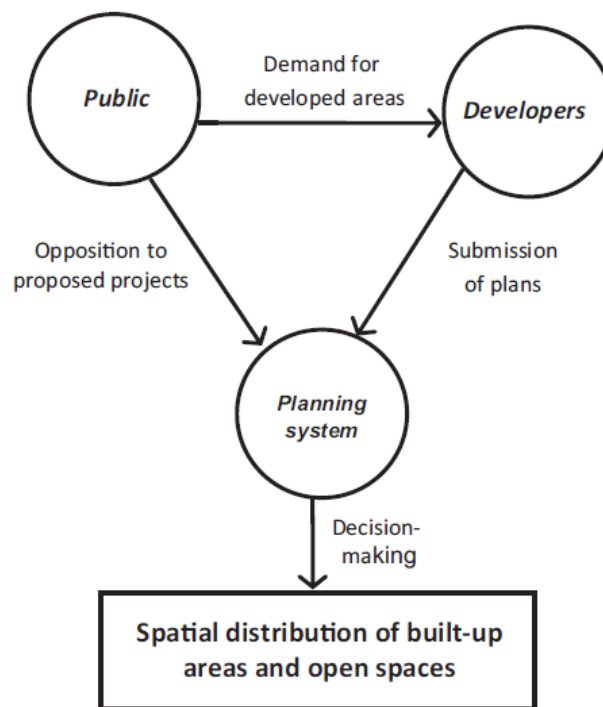 Public
Demand for
developed areas
Developers
Opposition to
proposed projects
Submission
of plans
Planning
system
Decision-
making
Spatial distribution of built-up
areas and open spaces